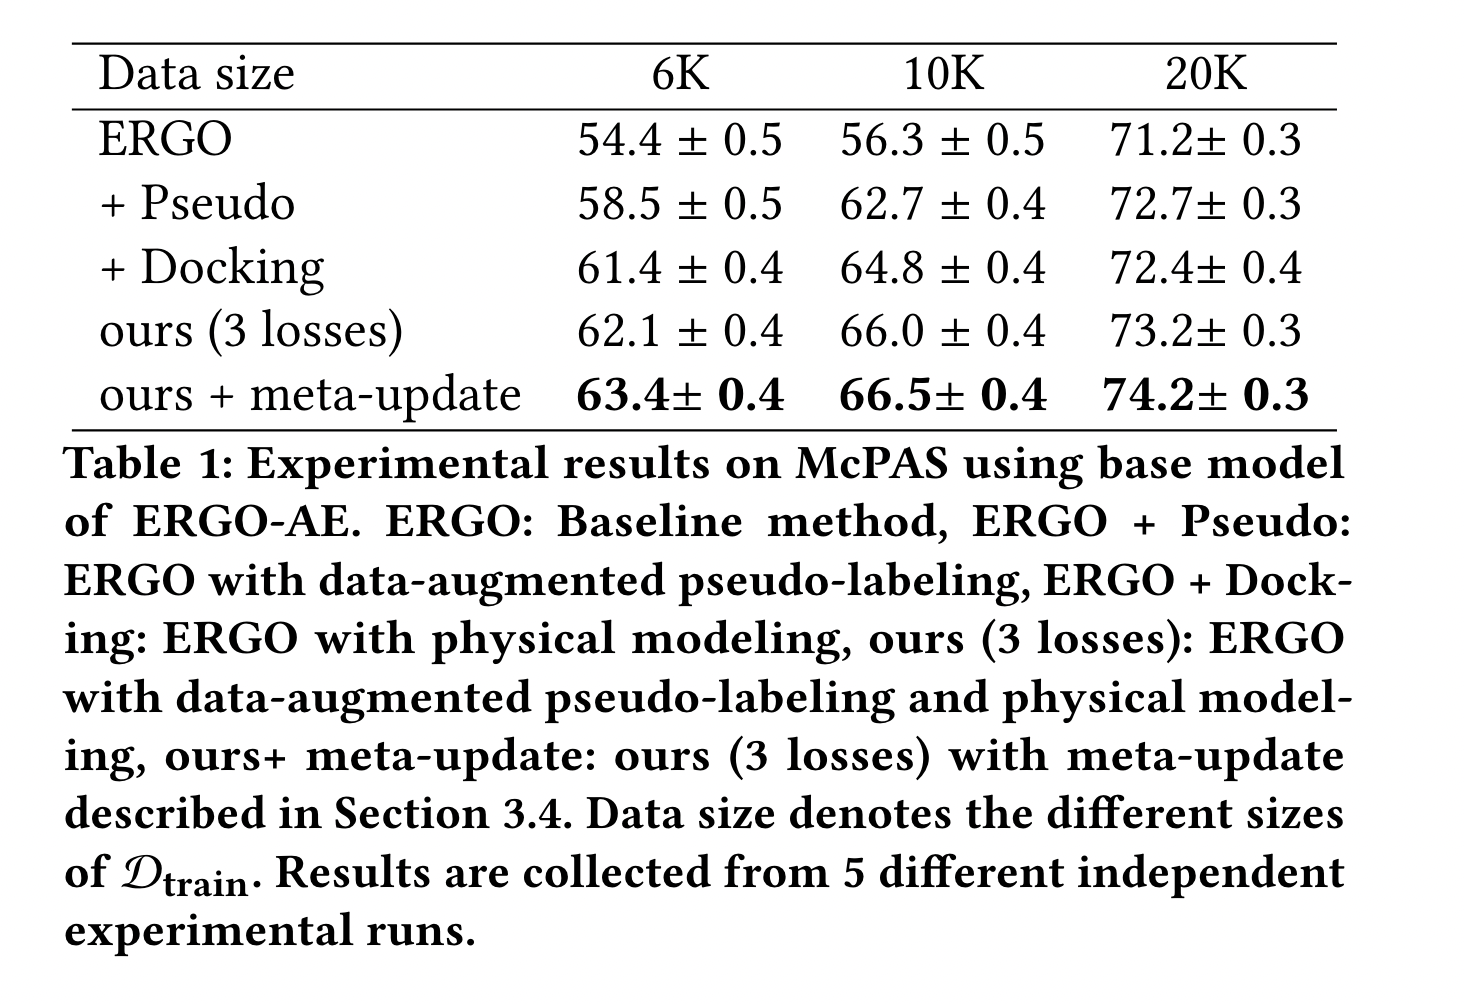 Data size 6K 10K 20K
ERGO 54.4 ± 0.5 56.3 ± 0.5 71.2± 0.3
+ Pseudo 58.5 ± 0.5 62.7 ± 0.4 72.7± 0.3
+ Docking 61.4 ± 0.4 64.8 ± 0.4 72.4± 0.4
ours (3 losses) 62.1 ± 0.4 66.0 ± 0.4 73.2± 0.3
ours + meta-update 63.4± 0.4 66.5± 0.4 74.2± 0.3
Table 1: Experimental results on McPAS using base model
of ERGO-AE. ERGO: Baseline method, ERGO + Pseudo:
ERGO with data-augmented pseudo-labeling, ERGO + Dock-
ing: ERGO with physical modeling, ours (3 losses): ERGO
with data-augmented pseudo-labeling and physical model-
ing, ours+ meta-update: ours (3 losses) with meta-update
described in Section 3.4. Data size denotes the different sizes
of 𝒟train. Results are collected from 5 different independent
experimental runs.